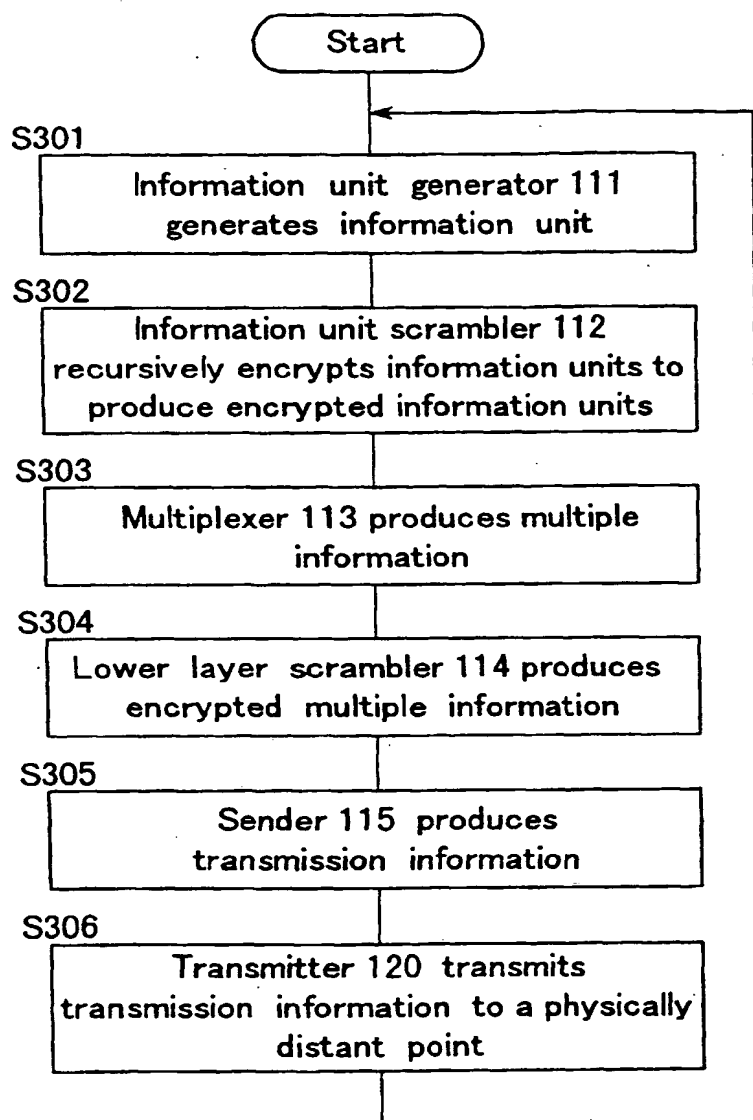 Start
S301
Information unit generator 111
generates information unit
S302
Information unit scrambler 112
recursively encrypts information units to
produce encrypted information units
S303
Multiplexer 113 produces multiple
information
S304
Lower layer scrambler 114 produces
encrypted multiple information
S305
Sender 115 produces
transmission information
S306
Transmitter 120 transmits
transmission information to a physically
distant point